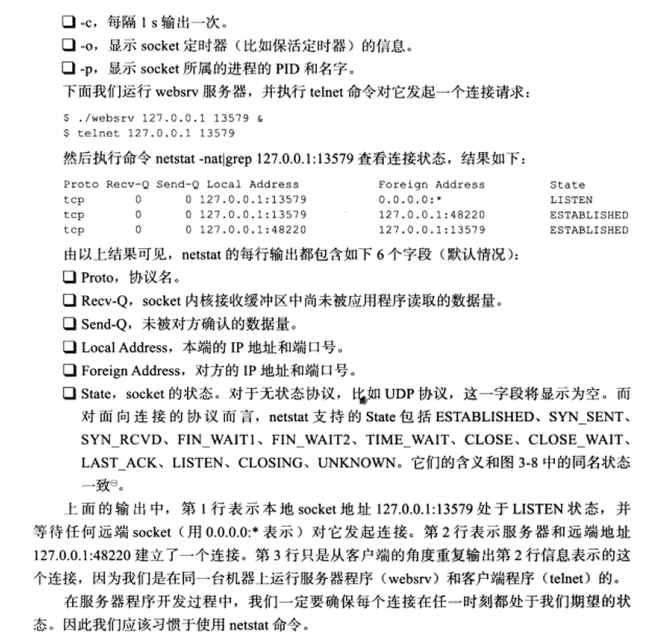 ❑ -c，每隔 1 s 输出一次。
❑ -o，显示 socket 定时器（比如保活定时器）的信息。
❑ -p，显示 socket 所属的进程的 PID 和名字。
下面我们运行 websrv 服务器，并执行 telnet 命令对它发起一个连接请求：
$ ./websrv 127.0.0.1 13579 &
$ telnet 127.0.0.1 13579
然后执行命令 netstat -nat|grep 127.0.0.1:13579 查看连接状态，结果如下：
Proto Recv-Q Send-Q Local Address Foreign Address State
tcp 0 0 127.0.0.1:13579 0.0.0.0:* LISTEN
tcp 0 0 127.0.0.1:13579 127.0.0.1:48220 ESTABLISHED
tcp 0 0 127.0.0.1:48220 127.0.0.1:13579 ESTABLISHED
由以上结果可见，netstat 的每行输出都包含如下 6 个字段（默认情况）：
❑ Proto，协议名。
❑ Recv-Q，socket 内核接收缓冲区中尚未被应用程序读取的数据量。
❑ Send-Q，未被对方确认的数据量。
❑ Local Address，本端的 IP 地址和端口号。
❑ Foreign Address，对方的 IP 地址和端口号。
❑ State，socket 的状态。对于无状态协议，比如 UDP 协议，这一字段将显示为空。而
对面向连接的协议而言，netstat 支持的 State 包括 ESTABLISHED、SYN_SENT、
SYN_RCVD、FIN_WAIT1、FIN_WAIT2、TIME_WAIT、CLOSE、CLOSE_WAIT、
LAST_ACK、LISTEN、CLOSING、UNKNOWN。它们的含义和图 3-8 中的同名状态
一致㊀。
上面的输出中，第 1 行表示本地 socket 地址 127.0.0.1:13579 处于 LISTEN 状态，并
等待任何远端 socket（用 0.0.0.0:* 表示）对它发起连接。第 2 行表示服务器和远端地址
127.0.0.1:48220 建立了一个连接。第 3 行只是从客户端的角度重复输出第 2 行信息表示的这
个连接，因为我们是在同一台机器上运行服务器程序（websrv）和客户端程序（telnet）的。
在服务器程序开发过程中，我们一定要确保每个连接在任一时刻都处于我们期望的状
态。因此我们应该习惯于使用 netstat 命令。